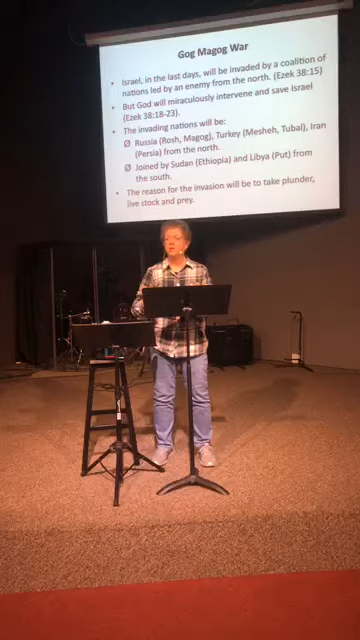 Gog Magog War
• Israel, in the last days, will be invaded by a coalition of
nations led by an enemy from the north. (Ezek 38:15)
• But God will miraculously intervene and save Israel
(Ezek 38:18-23).
• The invading nations will be:
Ø Russia (Rosh, Magog), Turkey (Mesheh, Tubal), Iran
(Persia) from the north.
Ø Joined by Sudan (Ethiopia) and Libya (Put) from
the south.
• The reason for the invasion will be to take plunder,
live stock and prey.